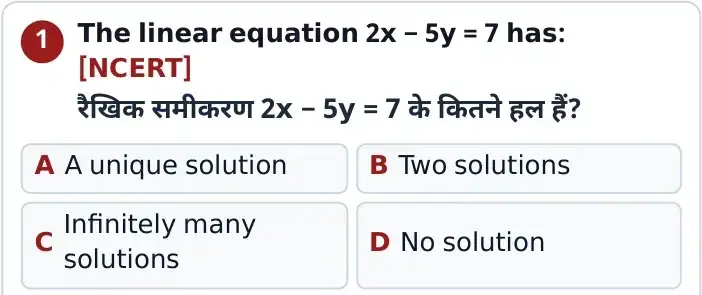 1 The linear equation 2x − 5y = 7 has:
[NCERT]
रैखिक समीकरण 2x − 5y = 7 के कितने हल हैं?
A A unique solution
B Two solutions
C Infinitely many
solutions
D No solution